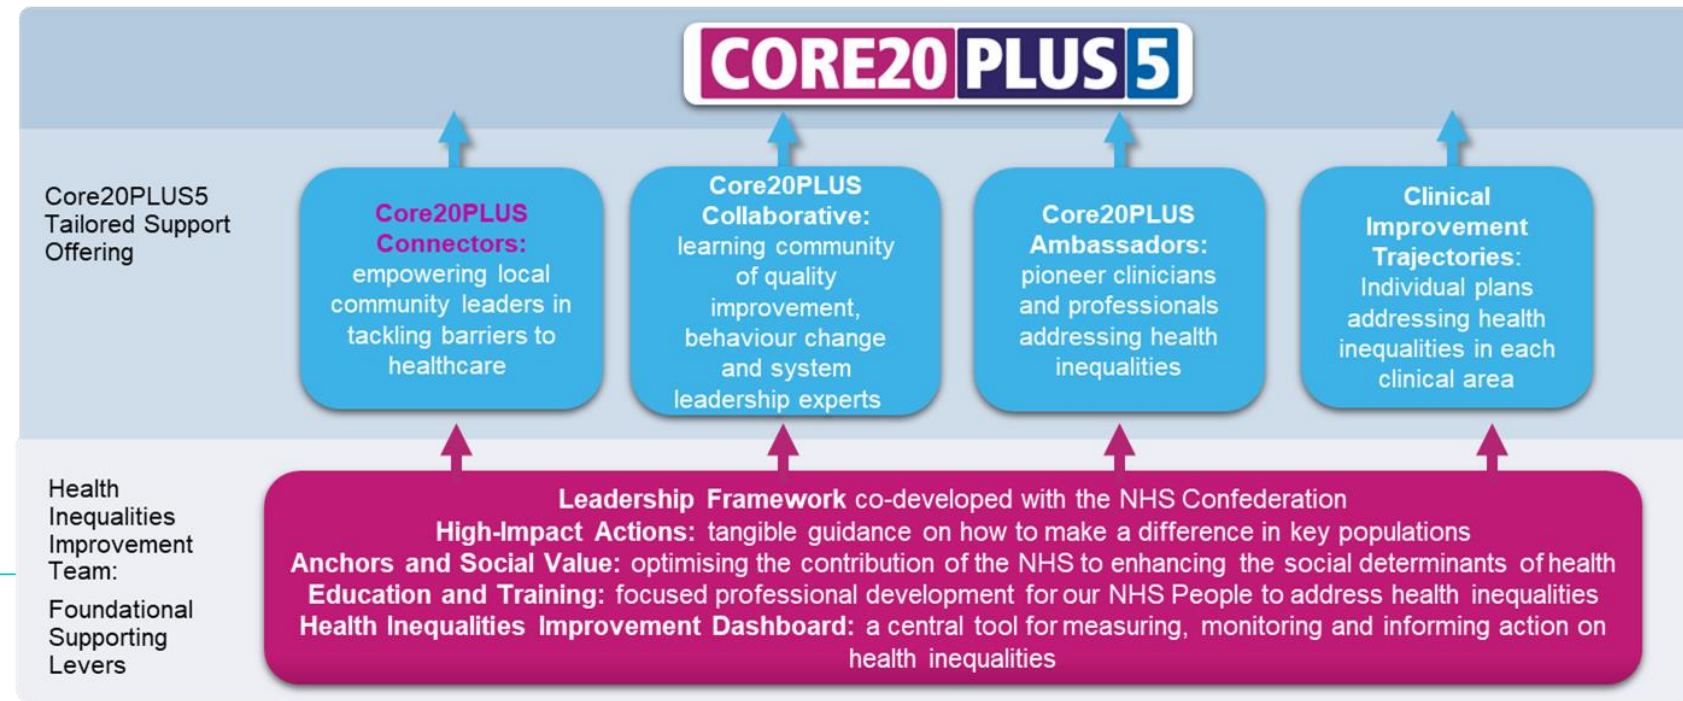 CORE20 PLUS 5
Core20PLUS5
Tailored Support
Offering
Core20PLUS
Connectors:
empowering local
community leaders in
tackling barriers to
healthcare
Core20PLUS
Collaborative:
learning community
of quality
improvement,
behaviour change
and system
leadership experts
Core20PLUS
Ambassadors:
pioneer clinicians
and professionals
addressing health
inequalities
Clinical
Improvement
Trajectories:
Individual plans
addressing health
inequalities in each
clinical area
Health
Inequalities
Improvement
Team:
Foundational
Supporting
Levers
Leadership Framework co-developed with the NHS Confederation
High-Impact Actions: tangible guidance on how to make a difference in key populations
Anchors and Social Value: optimising the contribution of the NHS to enhancing the social determinants of health
Education and Training: focused professional development for our NHS People to address health inequalities
Health Inequalities Improvement Dashboard: a central tool for measuring, monitoring and informing action on
health inequalities